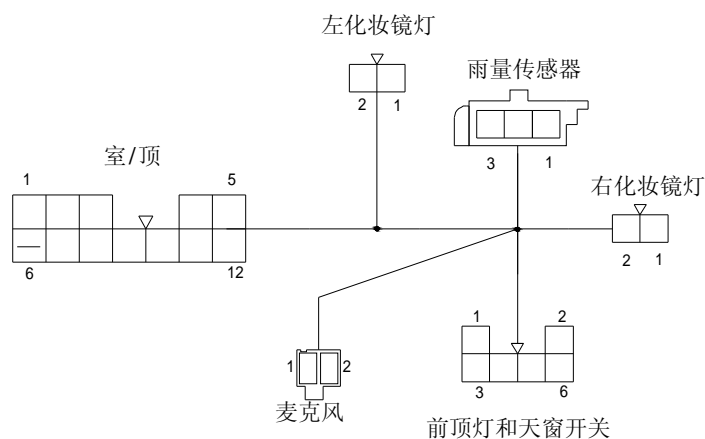 左化妆镜灯
2 1
雨量传感器
3 1
室/顶
1 5
6 12
右化妆镜灯
2 1
1 2
麦克风
1 2
3 6
前顶灯和天窗开关